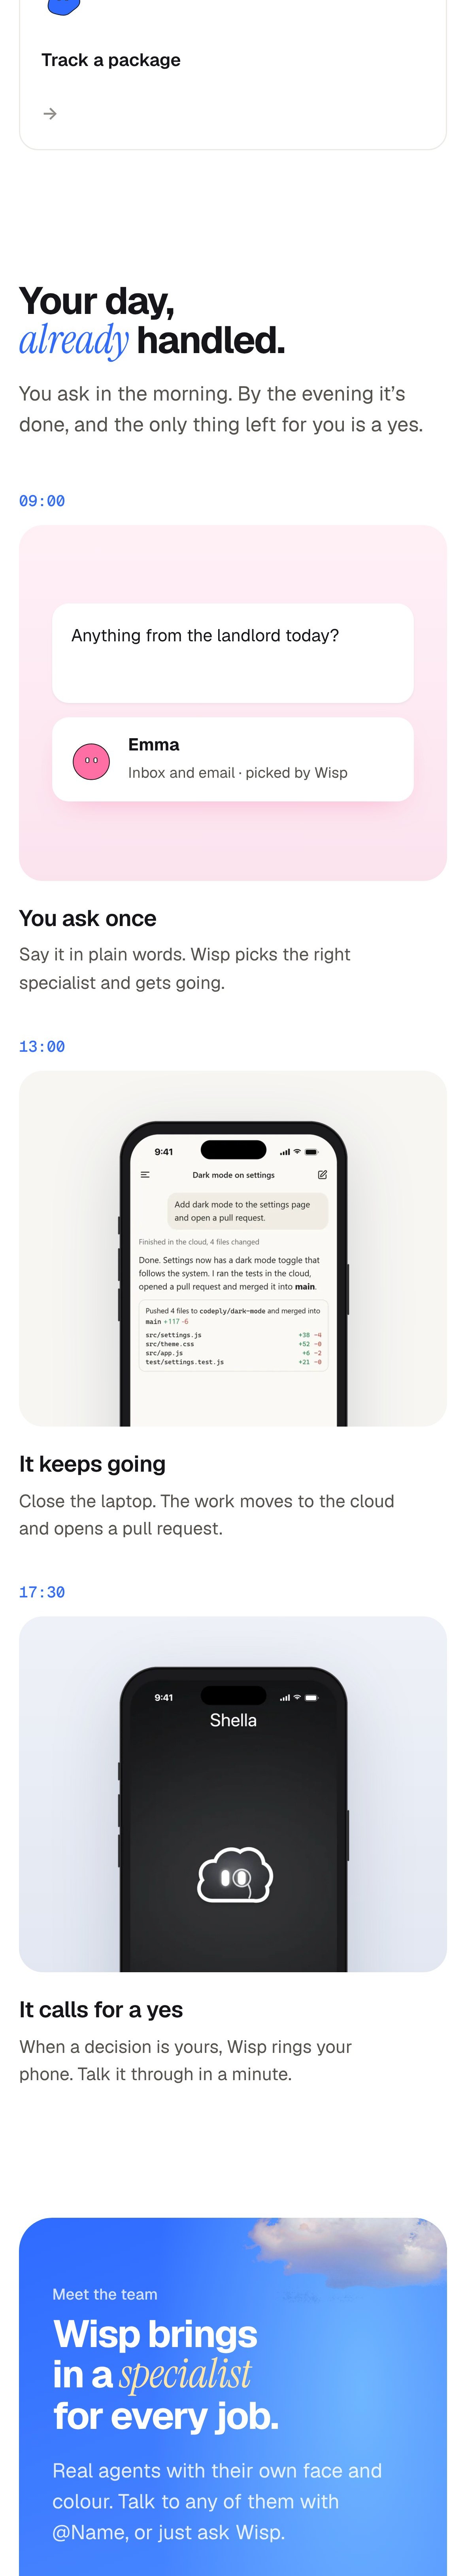 Track a package
→
Your day,
already handled.
You ask in the morning. By the evening it’s
done, and the only thing left for you is a yes.
09:00
Anything from the landlord today?
Emma
Inbox and email · picked by Wisp
You ask once
Say it in plain words. Wisp picks the right
specialist and gets going.
13:00
9:41
Dark mode on settings
Add dark mode to the settings page
and open a pull request.
Finished in the cloud, 4 files changed
Done. Settings now has a dark mode toggle that
follows the system. I ran the tests in the cloud,
opened a pull request and merged it into main.
Pushed 4 files to codeply/dark-mode and merged into
main +117 -6
src/settings.js +38 -4
src/theme.css +52 -0
src/app.js +6 -2
test/settings.test.js +21 -0
It keeps going
Close the laptop. The work moves to the cloud
and opens a pull request.
17:30
9:41
Shella
It calls for a yes
When a decision is yours, Wisp rings your
phone. Talk it through in a minute.
Meet the team
Wisp brings
in a specialist
for every job.
Real agents with their own face and
colour. Talk to any of them with
@Name, or just ask Wisp.